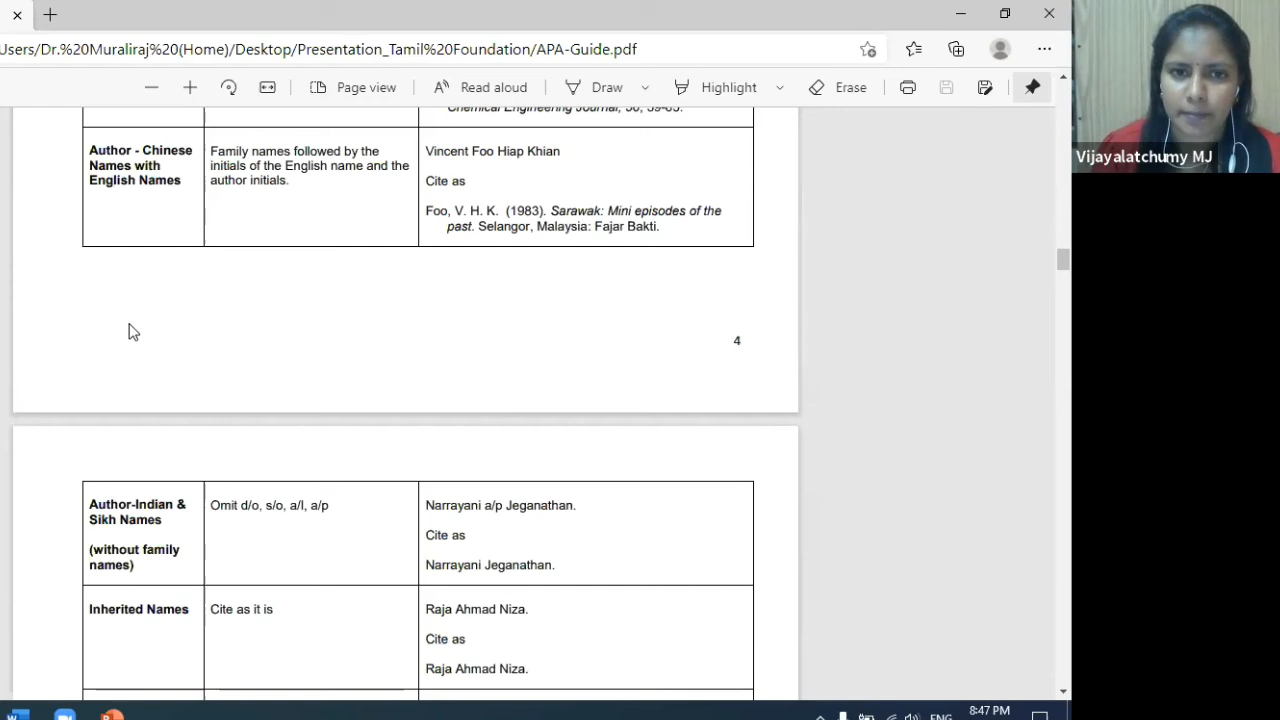 Users/Dr.%20Muraliraj%20(Home)/Desktop/Presentation_Tamil%20Foundation/APA-Guide.pdf
Page view
Read aloud
Draw
Highlight
Erase
Vijayalatchumy MJ
Author - Chinese
Names with
English Names
Family names followed by the
initials of the English name and the
author initials.
Vincent Foo Hiap Khian
Cite as
Foo, V. H. K. (1983). Sarawak: Mini episodes of the
past. Selangor, Malaysia: Fajar Bakti.
4
Author-Indian &
Sikh Names
(without family
names)
Omit d/o, s/o, a/l, a/p
Narrayani a/p Jeganathan.
Cite as
Narrayani Jeganathan.
Inherited Names
Cite as it is
Raja Ahmad Niza.
Cite as
Raja Ahmad Niza.
ENG
8:47 PM